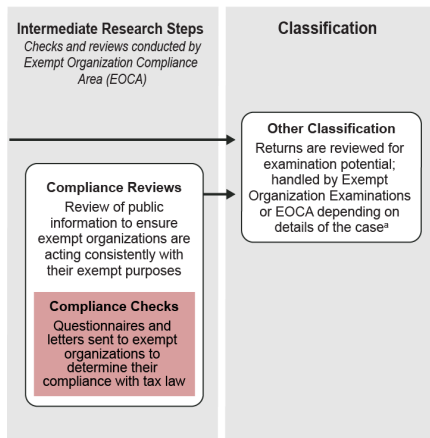 Intermediate Research Steps
Checks and reviews conducted by
Exempt Organization Compliance
Area (EOCA)
Compliance Reviews
Review of public
information to ensure
exempt organizations are
acting consistently with
their exempt purposes
Compliance Checks
Questionnaires and
letters sent to exempt
organizations to
determine their
compliance with tax law
Classification
Other Classification
Returns are reviewed for
examination potential;
handled by Exempt
Organization Examinations
or EOCA depending on
details of the caseᵃ